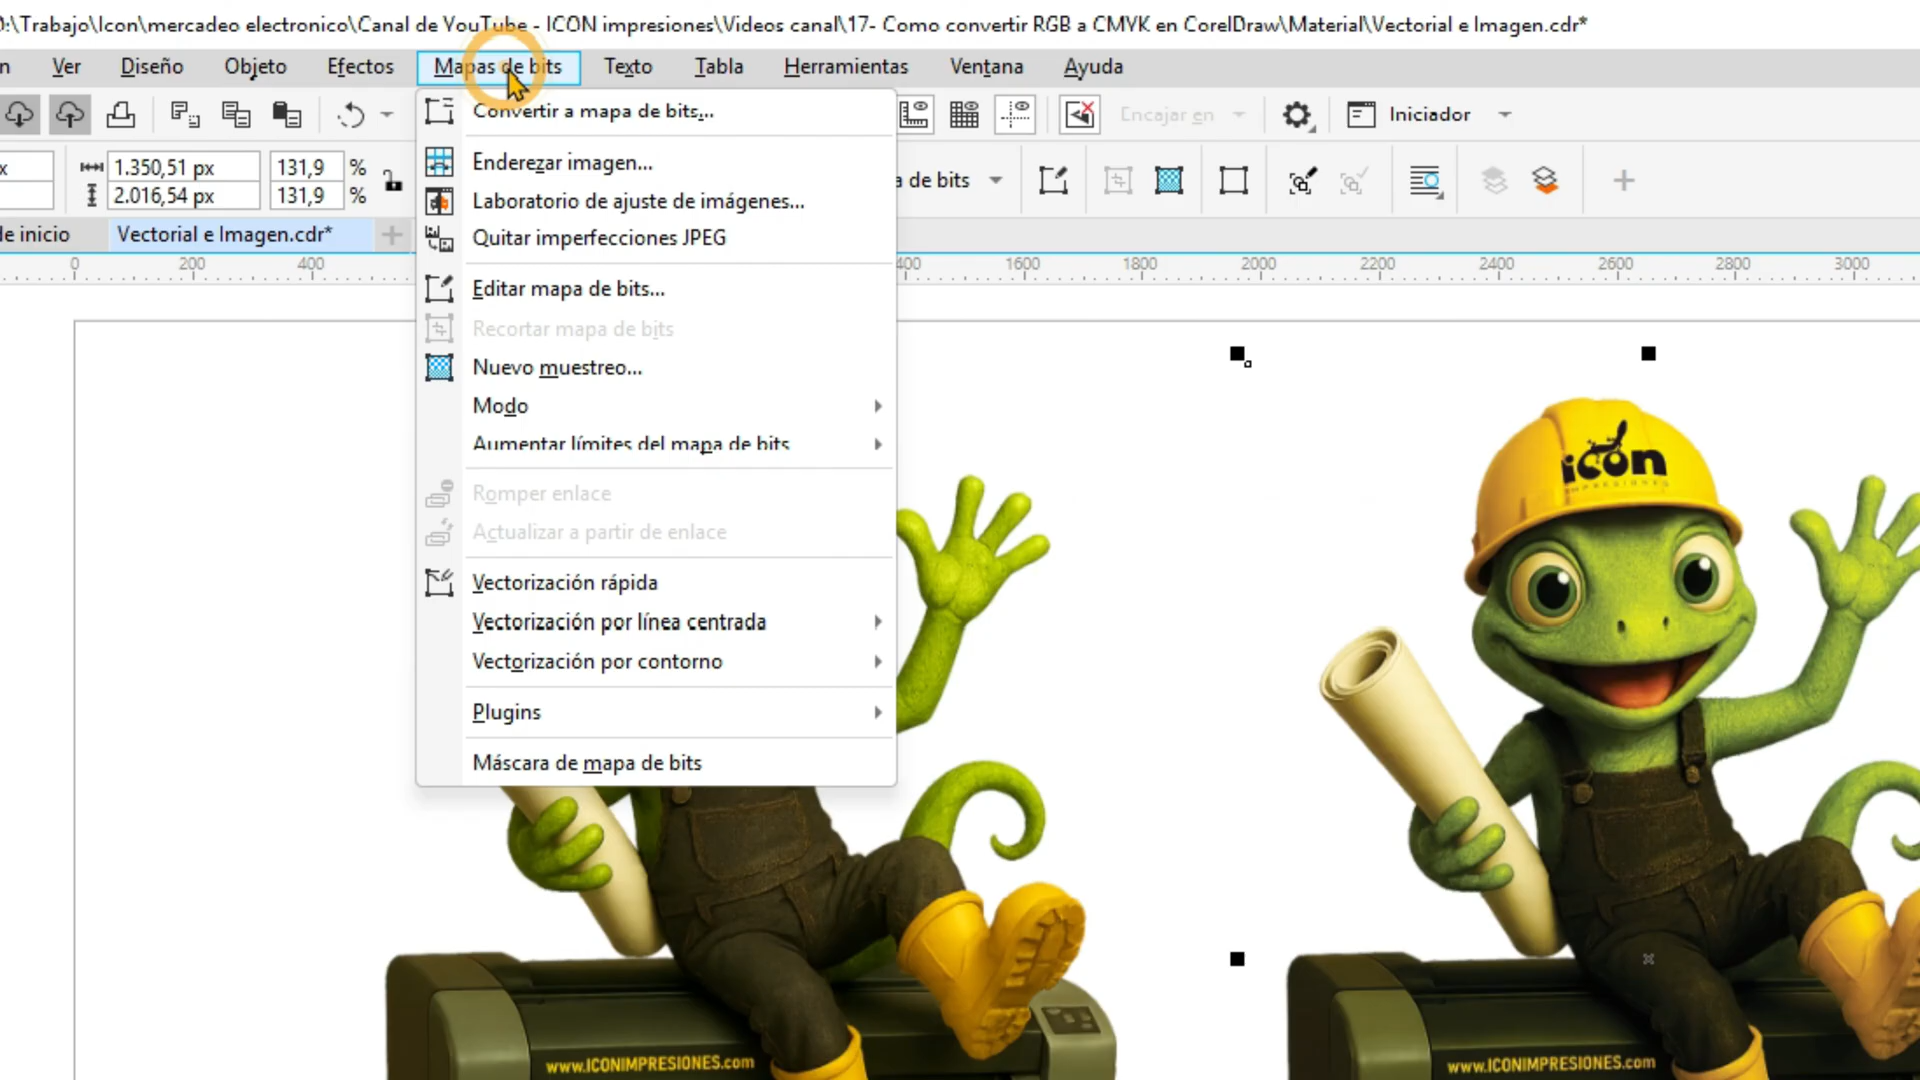 D:\Trabajo\Icon\mercadeo electronico\Canal de YouTube - ICON impresiones\Videos canal\17- Como convertir RGB a CMYK en CorelDraw\Material\Vectorial e Imagen.cdr*
n Ver Diseño Objeto Efectos Mapas de bits Texto Tabla Herramientas Ventana Ayuda
Encajar en Iniciador
x 1.350,51 px 131,9 %
2.016,54 px 131,9 %
a de bits
de inicio Vectorial e Imagen.cdr*
0 200 400 400 1600 1800 2000 2200 2400 2600 2800 3000
Convertir a mapa de bits...
Enderezar imagen...
Laboratorio de ajuste de imágenes...
Quitar imperfecciones JPEG
Editar mapa de bits...
Recortar mapa de bits
Nuevo muestreo...
Modo
Aumentar límites del mapa de bits
Romper enlace
Actualizar a partir de enlace
Vectorización rápida
Vectorización por línea centrada
Vectorización por contorno
Plugins
Máscara de mapa de bits
icon
IMPRESIONES
www.ICONIMPRESIONES.com
www.ICONIMPRESIONES.com